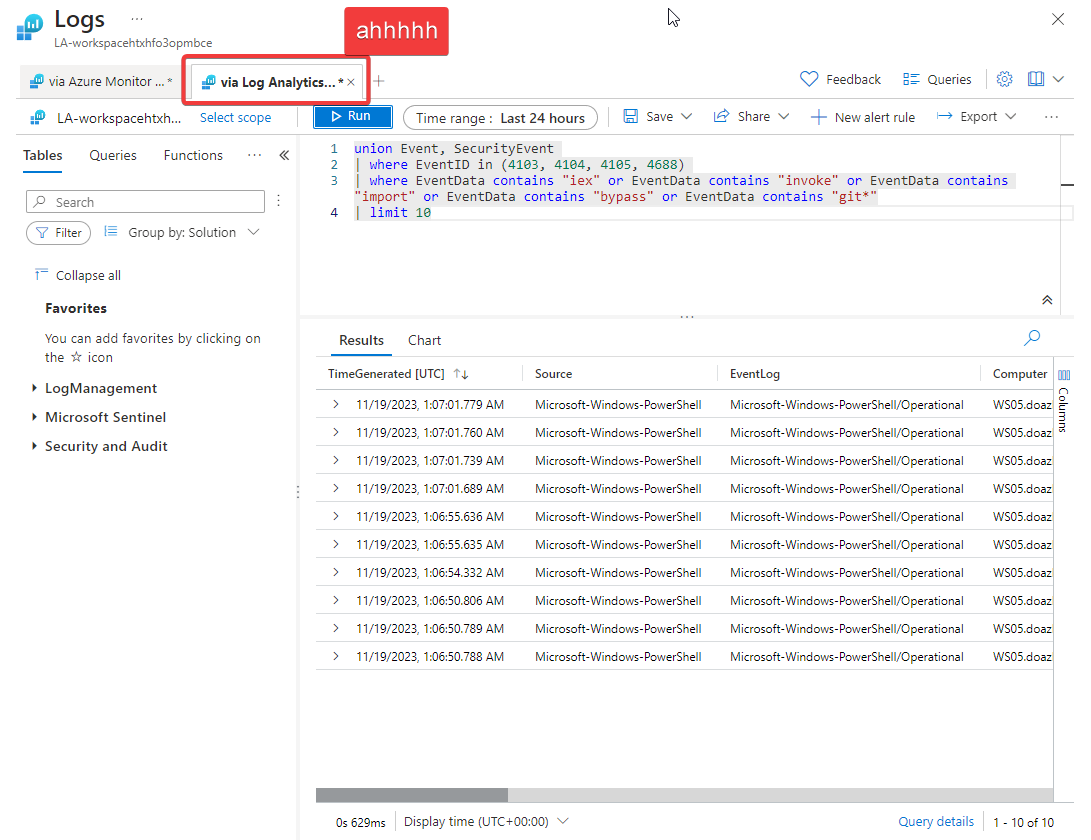 Logs ...
LA-workspacehtxhfo3opmbce
ahhhhh
via Azure Monitor ... *
via Log Analytics... *
Feedback
Queries
LA-workspacehtxh...
Select scope
Run
Time range : Last 24 hours
Save
Share
New alert rule
Export
...
Tables
Queries
Functions
...
Search
Filter
Group by: Solution
Collapse all
Favorites
You can add favorites by clicking on
the ☆ icon
LogManagement
Microsoft Sentinel
Security and Audit
1 union Event, SecurityEvent
2 | where EventID in (4103, 4104, 4105, 4688)
3 | where EventData contains "iex" or EventData contains "invoke" or EventData contains
"import" or EventData contains "bypass" or EventData contains "git*"
4 | limit 10
Results
Chart
TimeGenerated [UTC] Source EventLog Computer
11/19/2023, 1:07:01.779 AM Microsoft-Windows-PowerShell Microsoft-Windows-PowerShell/Operational WS05.doaz
11/19/2023, 1:07:01.760 AM Microsoft-Windows-PowerShell Microsoft-Windows-PowerShell/Operational WS05.doaz
11/19/2023, 1:07:01.739 AM Microsoft-Windows-PowerShell Microsoft-Windows-PowerShell/Operational WS05.doaz
11/19/2023, 1:07:01.689 AM Microsoft-Windows-PowerShell Microsoft-Windows-PowerShell/Operational WS05.doaz
11/19/2023, 1:06:55.636 AM Microsoft-Windows-PowerShell Microsoft-Windows-PowerShell/Operational WS05.doaz
11/19/2023, 1:06:55.635 AM Microsoft-Windows-PowerShell Microsoft-Windows-PowerShell/Operational WS05.doaz
11/19/2023, 1:06:54.332 AM Microsoft-Windows-PowerShell Microsoft-Windows-PowerShell/Operational WS05.doaz
11/19/2023, 1:06:50.806 AM Microsoft-Windows-PowerShell Microsoft-Windows-PowerShell/Operational WS05.doaz
11/19/2023, 1:06:50.789 AM Microsoft-Windows-PowerShell Microsoft-Windows-PowerShell/Operational WS05.doaz
11/19/2023, 1:06:50.788 AM Microsoft-Windows-PowerShell Microsoft-Windows-PowerShell/Operational WS05.doaz
Columns
0s 629ms
Display time (UTC+00:00)
Query details
1 - 10 of 10